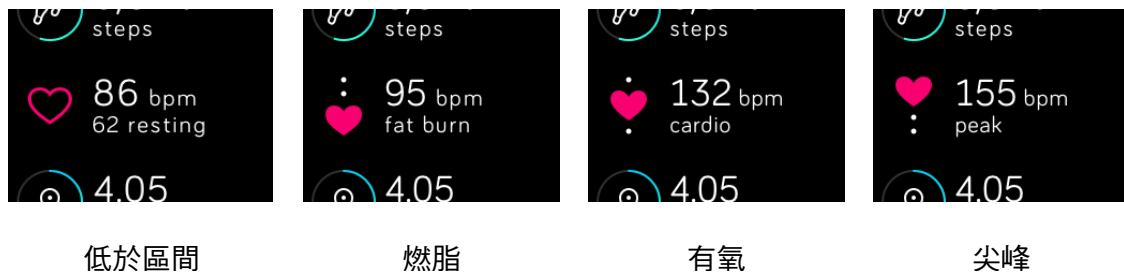 steps
86 bpm
62 resting
4.05
低於區間
steps
95 bpm
fat burn
4.05
燃脂
steps
132 bpm
cardio
4.05
有氧
steps
155 bpm
peak
4.05
尖峰